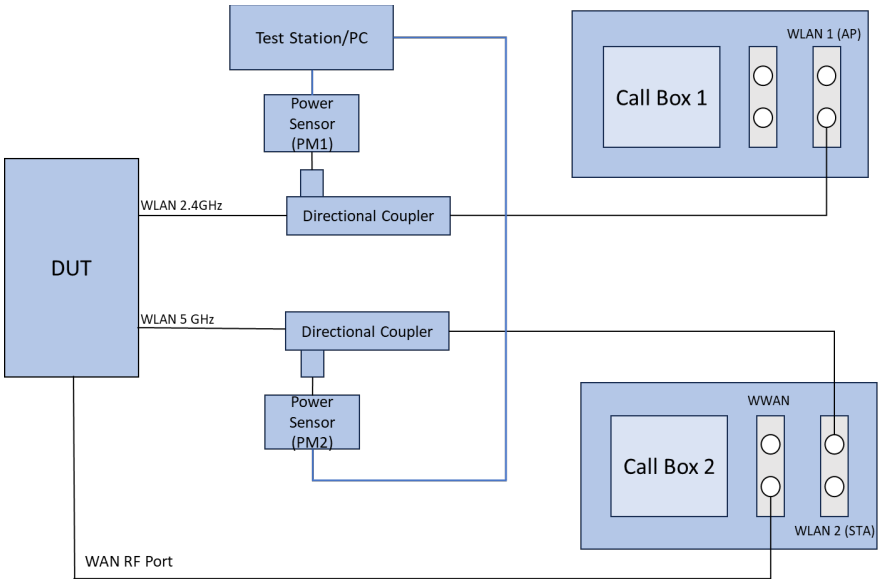 Test Station/PC
WLAN 1 (AP)
Call Box 1
Power
Sensor
(PM1)
WLAN 2.4GHz
Directional Coupler
DUT
WLAN 5 GHz
Directional Coupler
Power
Sensor
(PM2)
WWAN
Call Box 2
WLAN 2 (STA)
WAN RF Port